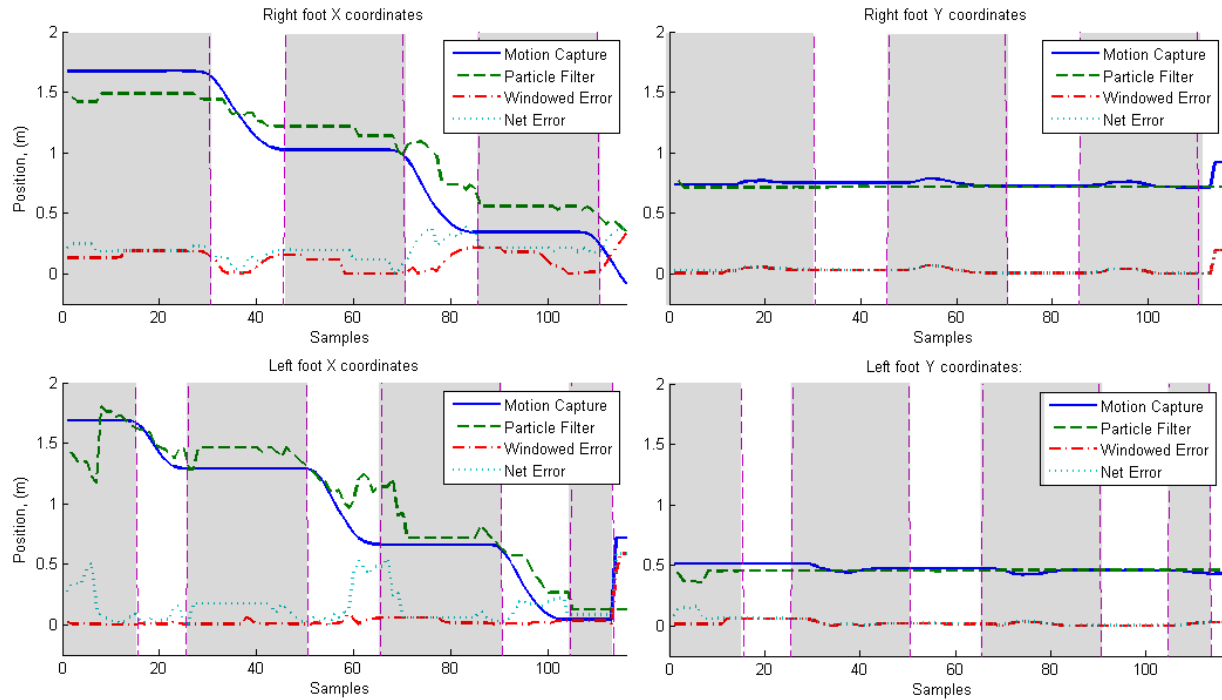 Right foot X coordinates
2
1.5
1
0.5
0
Position, (m)
0 20 40 60 80 100
Samples
Motion Capture
Particle Filter
Windowed Error
Net Error
Right foot Y coordinates
2
1.5
1
0.5
0
0 20 40 60 80 100
Samples
Motion Capture
Particle Filter
Windowed Error
Net Error
Left foot X coordinates
2
1.5
1
0.5
0
Position, (m)
0 20 40 60 80 100
Samples
Motion Capture
Particle Filter
Windowed Error
Net Error
Left foot Y coordinates:
2
1.5
1
0.5
0
0 20 40 60 80 100
Samples
Motion Capture
Particle Filter
Windowed Error
Net Error